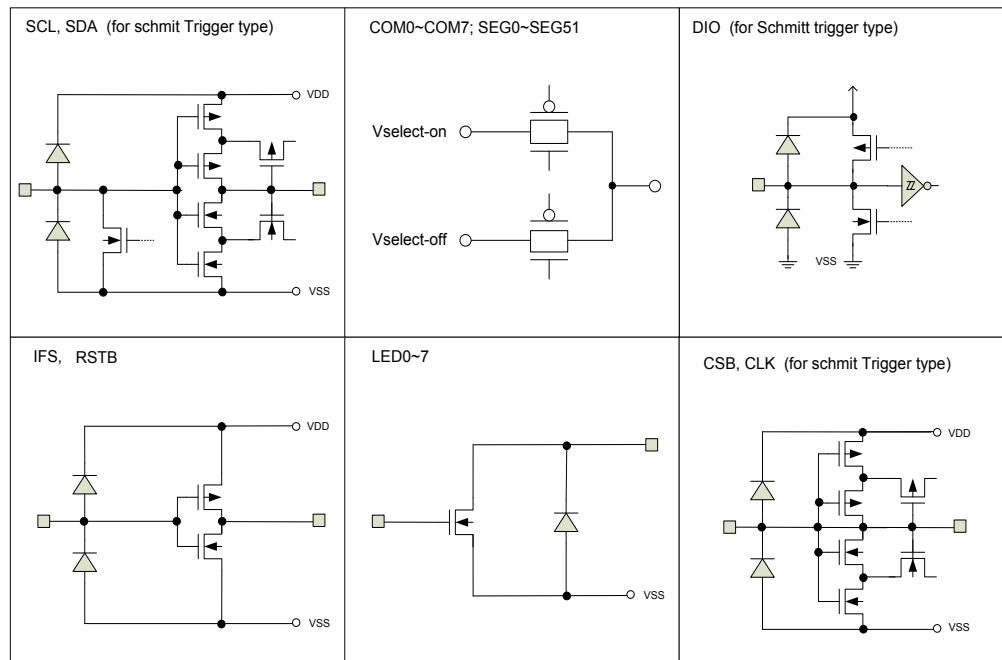 SCL, SDA (for schmit Trigger type)
VDD
VSS
COM0~COM7; SEG0~SEG51
Vselect-on
Vselect-off
DIO (for Schmitt trigger type)
VSS
IFS, RSTB
VDD
VSS
LED0~7
VSS
CSB, CLK (for schmit Trigger type)
VDD
VSS